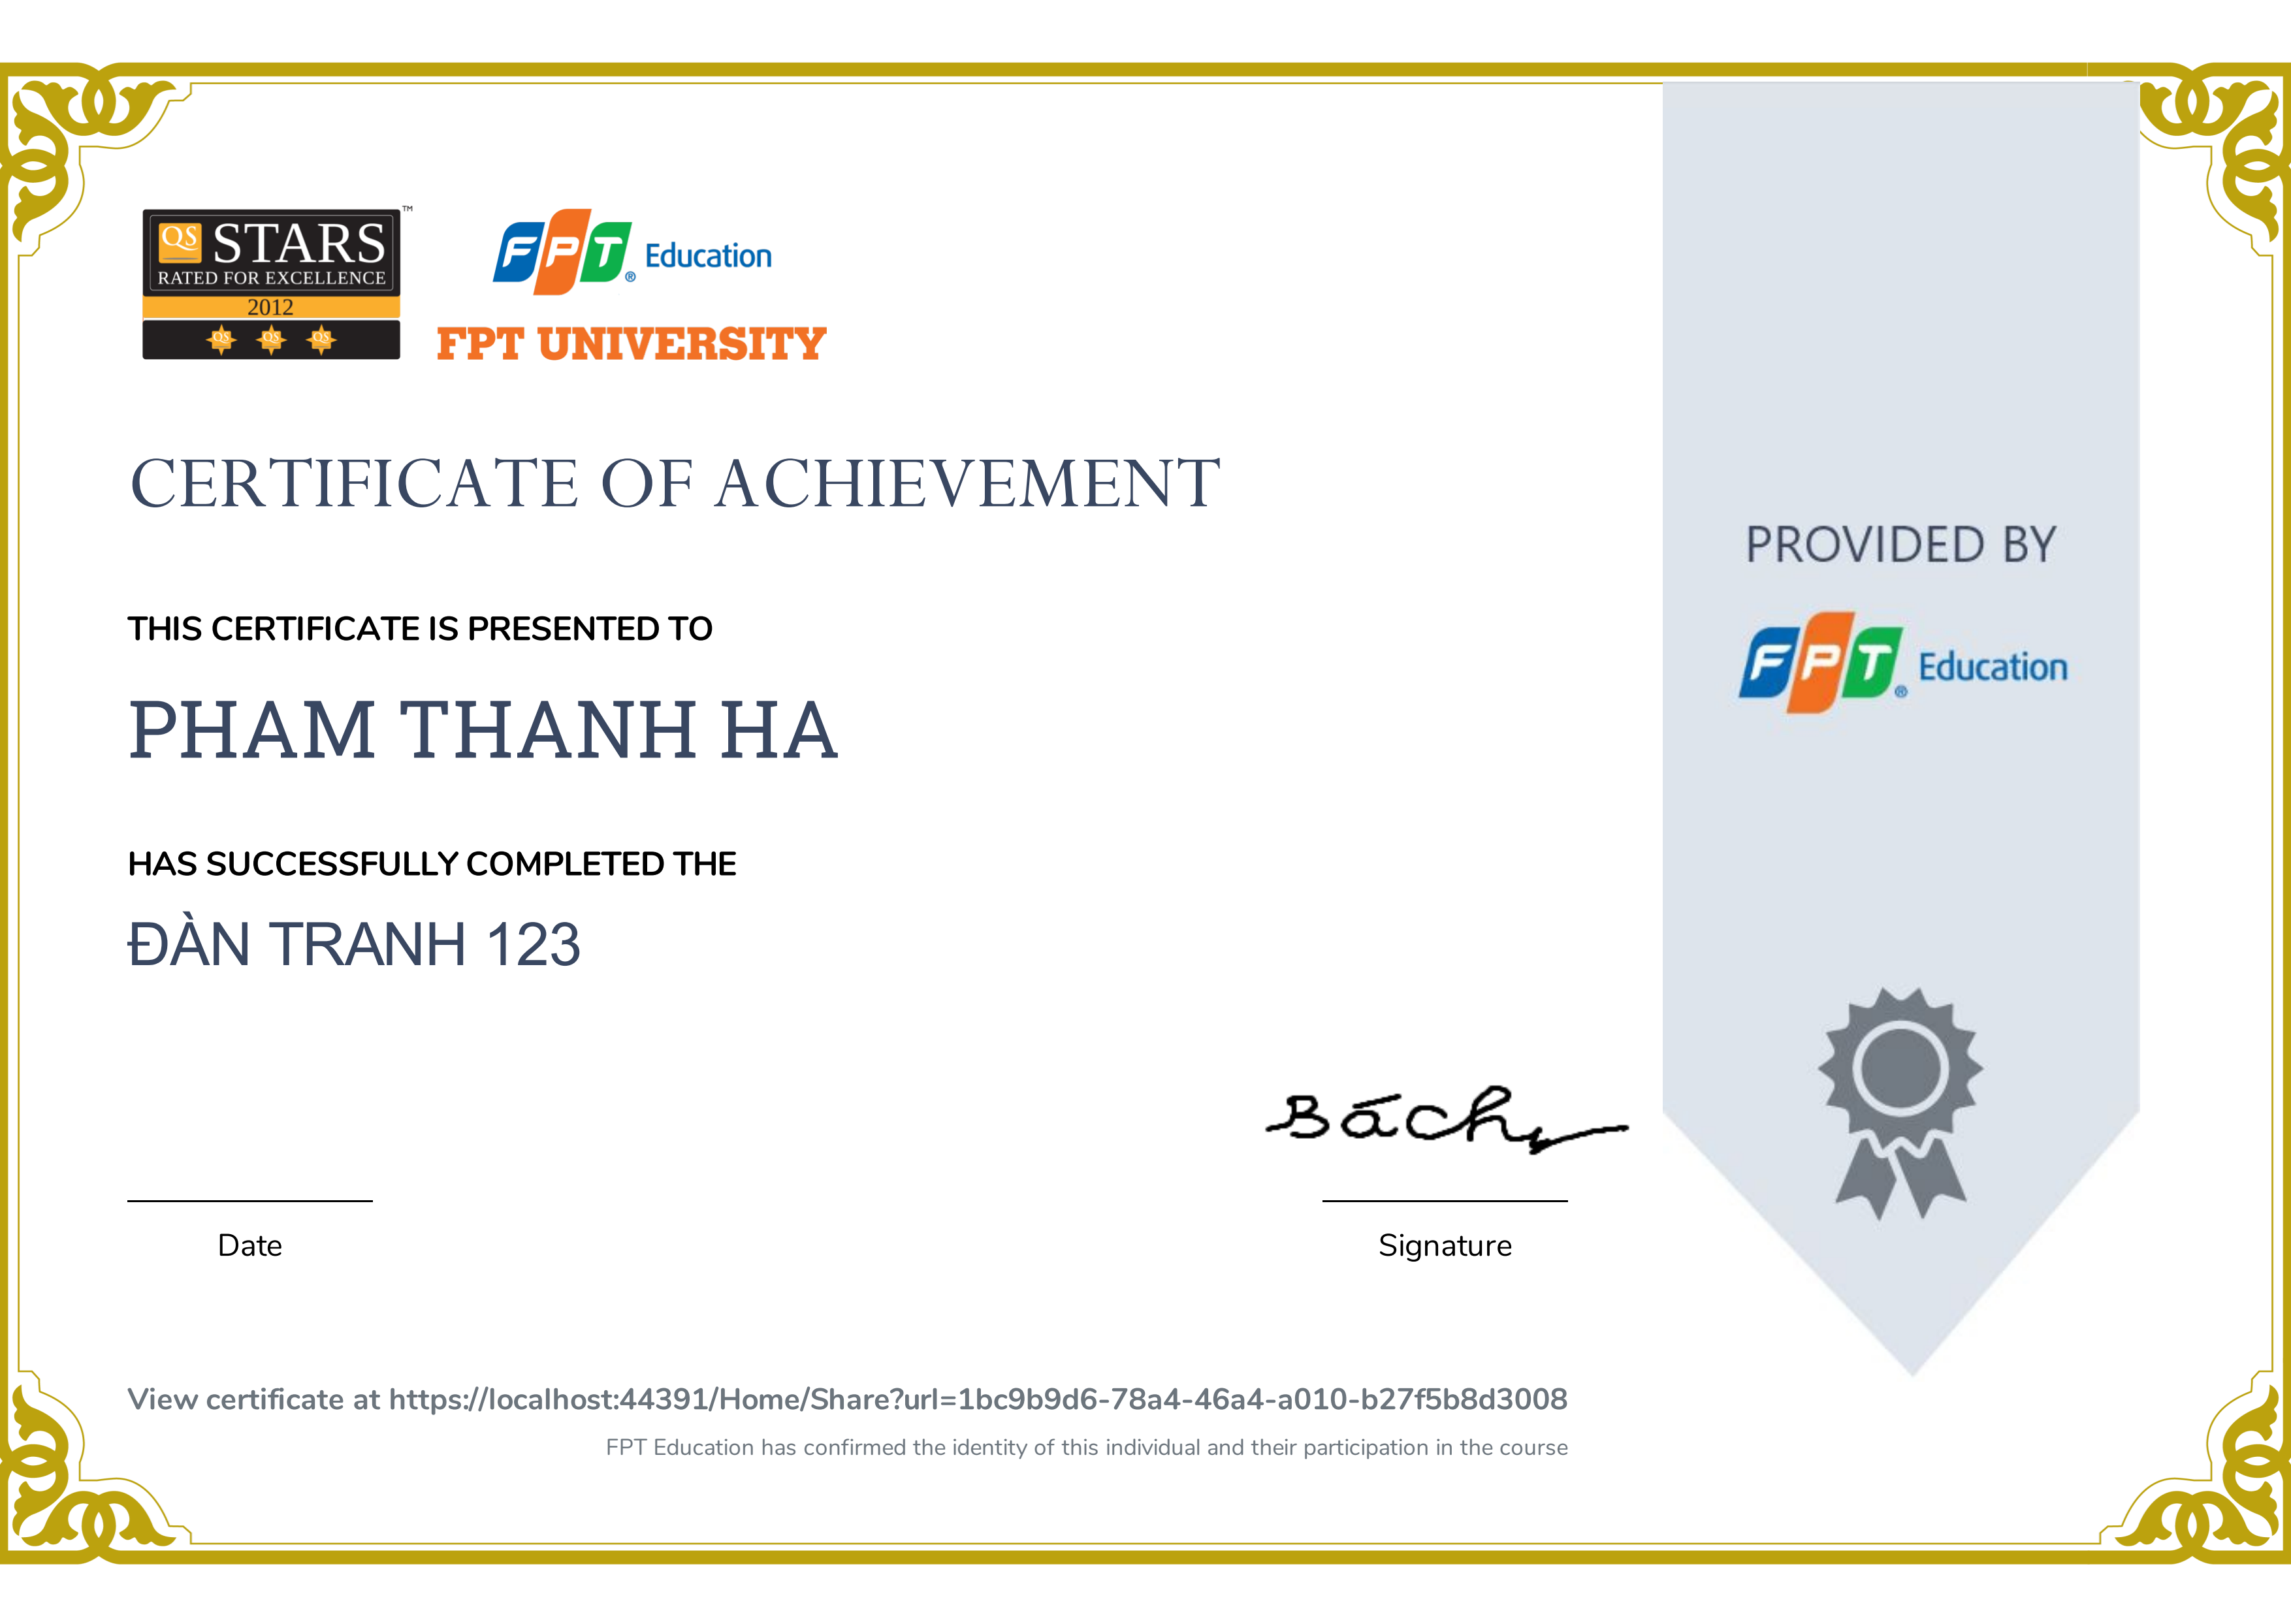 QS STARS™
RATED FOR EXCELLENCE
2012
QS QS QS
FPT® Education
FPT UNIVERSITY
CERTIFICATE OF ACHIEVEMENT
THIS CERTIFICATE IS PRESENTED TO
PHAM THANH HA
HAS SUCCESSFULLY COMPLETED THE
ĐÀN TRANH 123
Bách
Date
Signature
View certificate at https://localhost:44391/Home/Share?url=1bc9b9d6-78a4-46a4-a010-b27f5b8d3008
FPT Education has confirmed the identity of this individual and their participation in the course
PROVIDED BY
FPT® Education